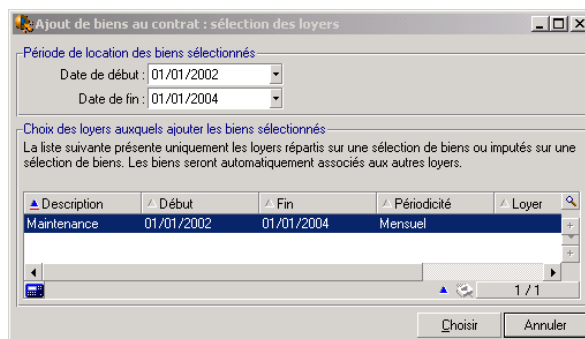 Ajout de biens au contrat : sélection des loyers
Période de location des biens sélectionnés
Date de début : 01/01/2002
Date de fin : 01/01/2004
Choix des loyers auxquels ajouter les biens sélectionnés
La liste suivante présente uniquement les loyers répartis sur une sélection de biens ou imputés sur une
sélection de biens. Les biens seront automatiquement associés aux autres loyers.
Description Début Fin Périodicité Loyer
Maintenance 01/01/2002 01/01/2004 Mensuel
1 / 1
Choisir Annuler